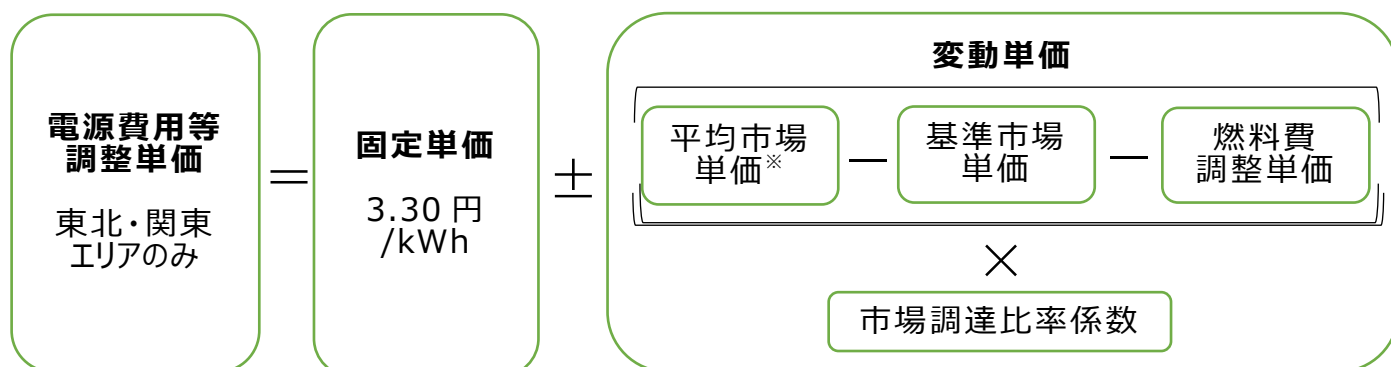 電源費用等
調整単価
東北・関東
エリアのみ
＝
固定単価
3.30 円
/kWh
±
変動単価
平均市場
単価※
―
基準市場
単価
―
燃料費
調整単価
×
市場調達比率係数